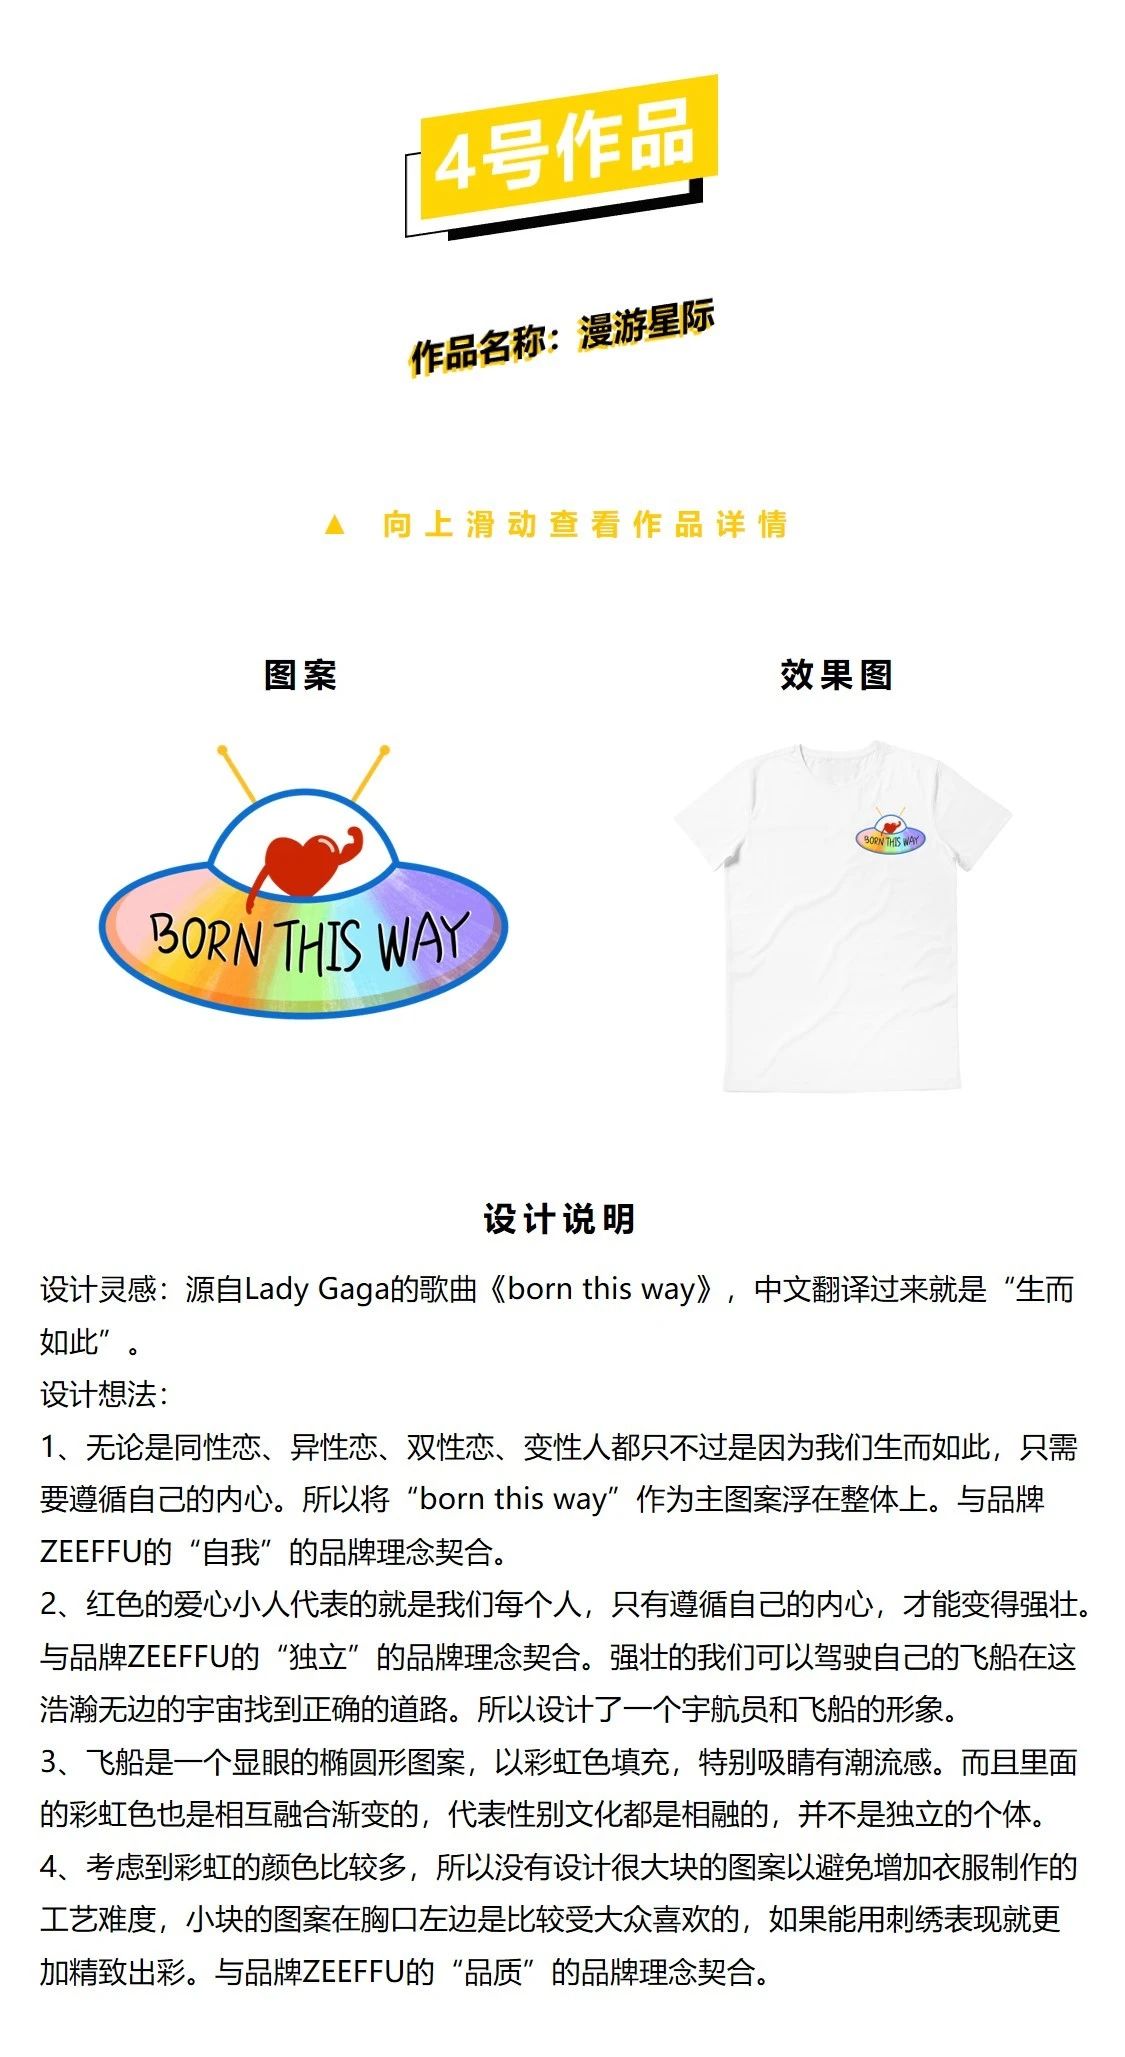 4号作品
作品名称：漫游星际
▲ 向上滑动查看作品详情
图案
效果图
BORN THIS WAY
BORN THIS WAY
设计说明
设计灵感：源自Lady Gaga的歌曲《born this way》，中文翻译过来就是“生而
如此”。
设计想法：
1、无论是同性恋、异性恋、双性恋、变性人都只不过是因为我们生而如此，只需
要遵循自己的内心。所以将“born this way”作为主图案浮在整体上。与品牌
ZEEFFU的“自我”的品牌理念契合。
2、红色的爱心小人代表的就是我们每个人，只有遵循自己的内心，才能变得强壮。
与品牌ZEEFFU的“独立”的品牌理念契合。强壮的我们可以驾驶自己的飞船在这
浩瀚无边的宇宙找到正确的道路。所以设计了一个宇航员和飞船的形象。
3、飞船是一个显眼的椭圆形图案，以彩虹色填充，特别吸睛有潮流感。而且里面
的彩虹色也是相互融合渐变的，代表性别文化都是相融的，并不是独立的个体。
4、考虑到彩虹的颜色比较多，所以没有设计很大块的图案以避免增加衣服制作的
工艺难度，小块的图案在胸口左边是比较受大众喜欢的，如果能用刺绣表现就更
加精致出彩。与品牌ZEEFFU的“品质”的品牌理念契合。